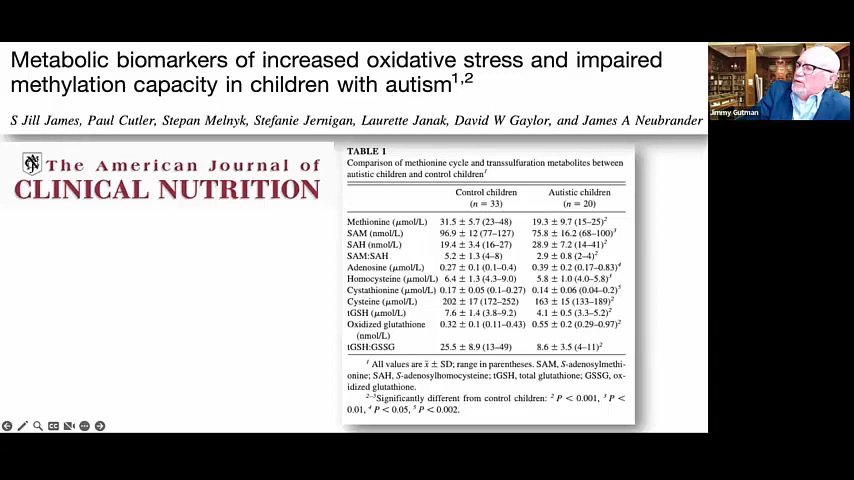 Metabolic biomarkers of increased oxidative stress and impaired
methylation capacity in children with autism1,2
S Jill James, Paul Cutler, Stepan Melnyk, Stefanie Jernigan, Laurette Janak, David W Gaylor, and James A Neubrander
Jimmy Gutman
The American Journal of
CLINICAL NUTRITION
TABLE 1
Comparison of methionine cycle and transsulfuration metabolites between
autistic children and control children1
Control children Autistic children
(n = 33) (n = 20)
Methionine (μmol/L) 31.5 ± 5.7 (23–48) 19.3 ± 9.7 (15–25)2
SAM (nmol/L) 96.9 ± 12 (77–127) 75.8 ± 16.2 (68–100)3
SAH (nmol/L) 19.4 ± 3.4 (16–27) 28.9 ± 7.2 (14–41)2
SAM:SAH 5.2 ± 1.3 (4–8) 2.9 ± 0.8 (2–4)2
Adenosine (μmol/L) 0.27 ± 0.1 (0.1–0.4) 0.39 ± 0.2 (0.17–0.83)4
Homocysteine (μmol/L) 6.4 ± 1.3 (4.3–9.0) 5.8 ± 1.0 (4.0–5.8)3
Cystathionine (μmol/L) 0.17 ± 0.05 (0.1–0.27) 0.14 ± 0.06 (0.04–0.2)5
Cysteine (μmol/L) 202 ± 17 (172–252) 163 ± 15 (133–189)2
tGSH (μmol/L) 7.6 ± 1.4 (3.8–9.2) 4.1 ± 0.5 (3.3–5.2)2
Oxidized glutathione 0.32 ± 0.1 (0.11–0.43) 0.55 ± 0.2 (0.29–0.97)2
(nmol/L)
tGSH:GSSG 25.5 ± 8.9 (13–49) 8.6 ± 3.5 (4–11)2
1 All values are x̄ ± SD; range in parentheses. SAM, S-adenosylmethi-
onine; SAH, S-adenosylhomocysteine; tGSH, total glutathione; GSSG, ox-
idized glutathione.
2–5Significantly different from control children: 2 P < 0.001, 3 P <
0.01, 4 P < 0.05, 5 P < 0.002.